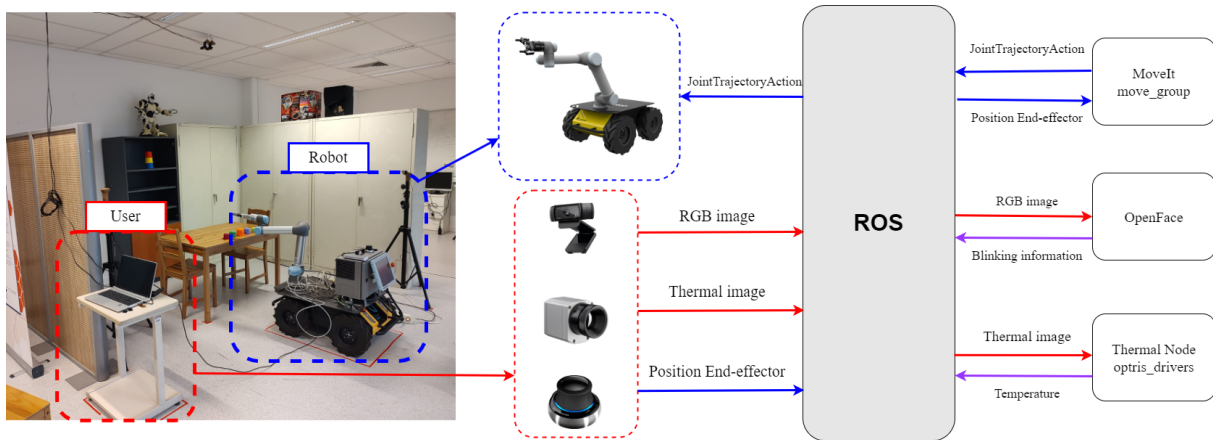 Robot
User
JointTrajectoryAction
RGB image
Thermal image
Position End-effector
ROS
JointTrajectoryAction
Position End-effector
MoveIt
move_group
RGB image
Blinking information
OpenFace
Thermal image
Temperature
Thermal Node
optris_drivers